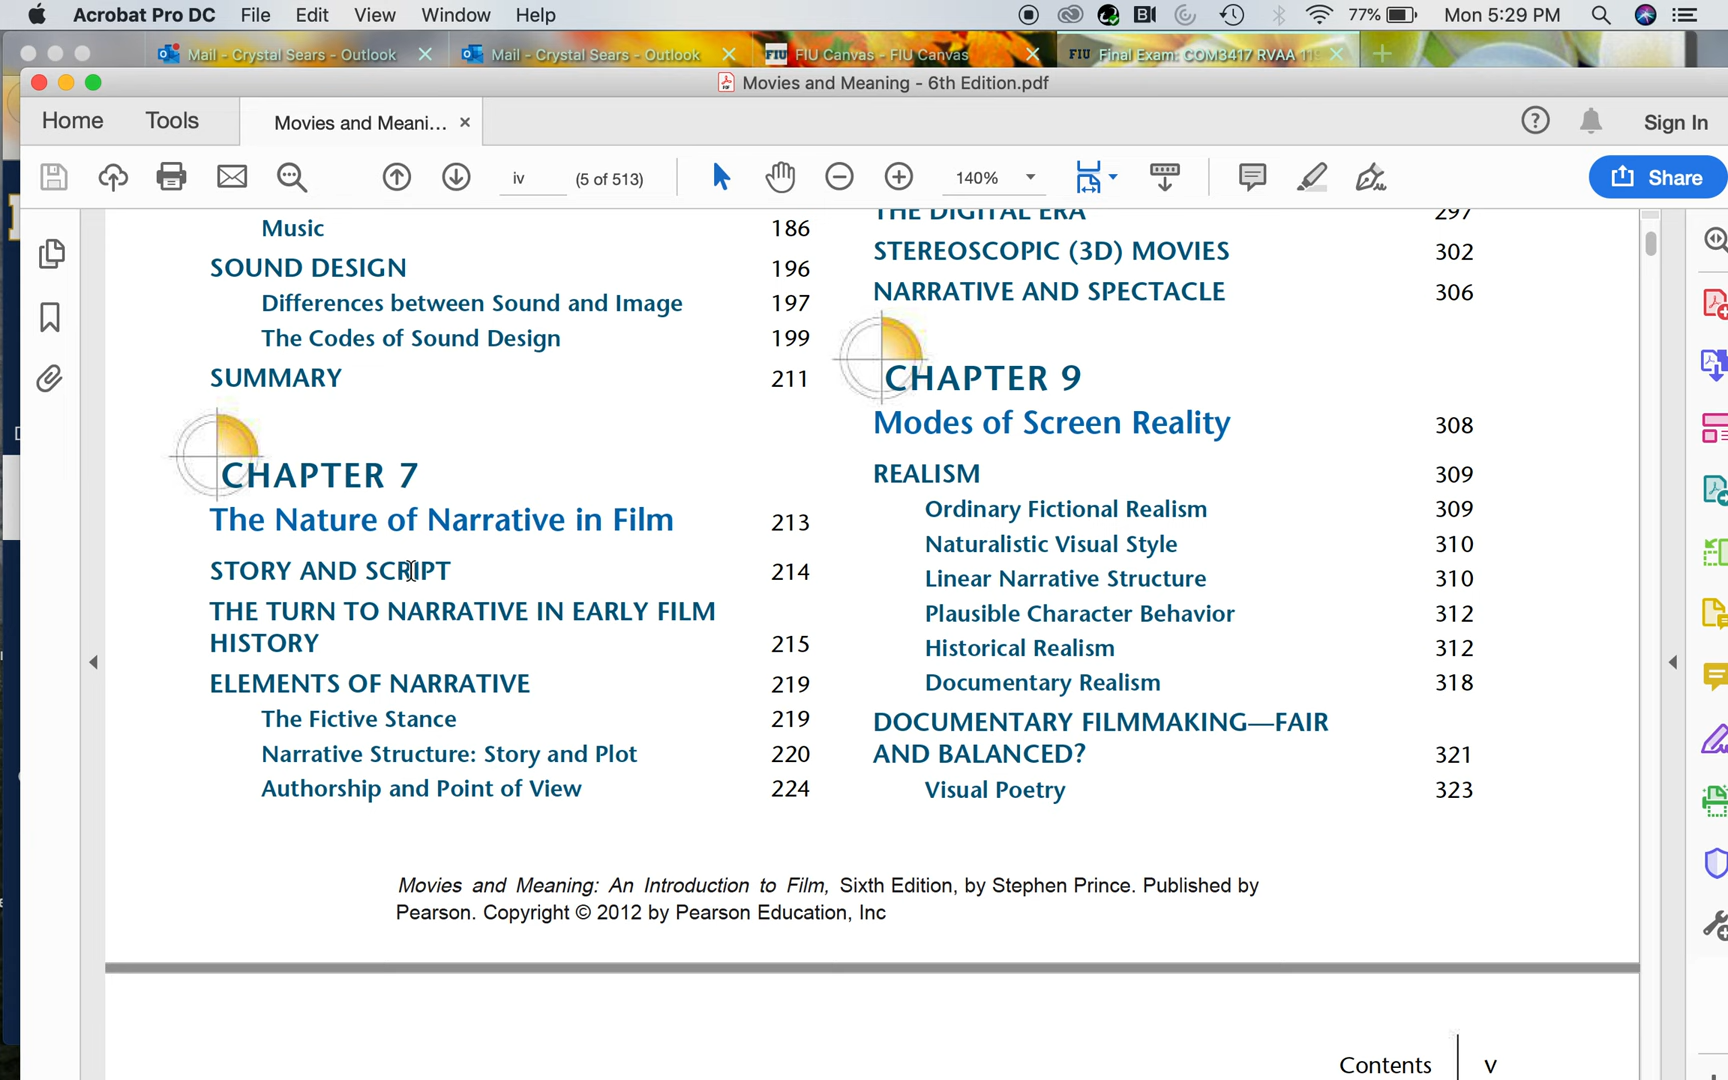 Acrobat Pro DC File Edit View Window Help 77% Mon 5:29 PM
Mail - Crystal Sears - Outlook Mail - Crystal Sears - Outlook FIU FIU Canvas - FIU Canvas FIU Final Exam: COM3417 RVAA
Movies and Meaning - 6th Edition.pdf
Home Tools Movies and Meani... Sign In
iv (5 of 513) 140% Share
Music 186
SOUND DESIGN 196
Differences between Sound and Image 197
The Codes of Sound Design 199
SUMMARY 211
CHAPTER 7
The Nature of Narrative in Film 213
STORY AND SCRIPT 214
THE TURN TO NARRATIVE IN EARLY FILM
HISTORY 215
ELEMENTS OF NARRATIVE 219
The Fictive Stance 219
Narrative Structure: Story and Plot 220
Authorship and Point of View 224
THE DIGITAL ERA 297
STEREOSCOPIC (3D) MOVIES 302
NARRATIVE AND SPECTACLE 306
CHAPTER 9
Modes of Screen Reality 308
REALISM 309
Ordinary Fictional Realism 309
Naturalistic Visual Style 310
Linear Narrative Structure 310
Plausible Character Behavior 312
Historical Realism 312
Documentary Realism 318
DOCUMENTARY FILMMAKING—FAIR
AND BALANCED? 321
Visual Poetry 323
Movies and Meaning: An Introduction to Film, Sixth Edition, by Stephen Prince. Published by
Pearson. Copyright © 2012 by Pearson Education, Inc
Contents v